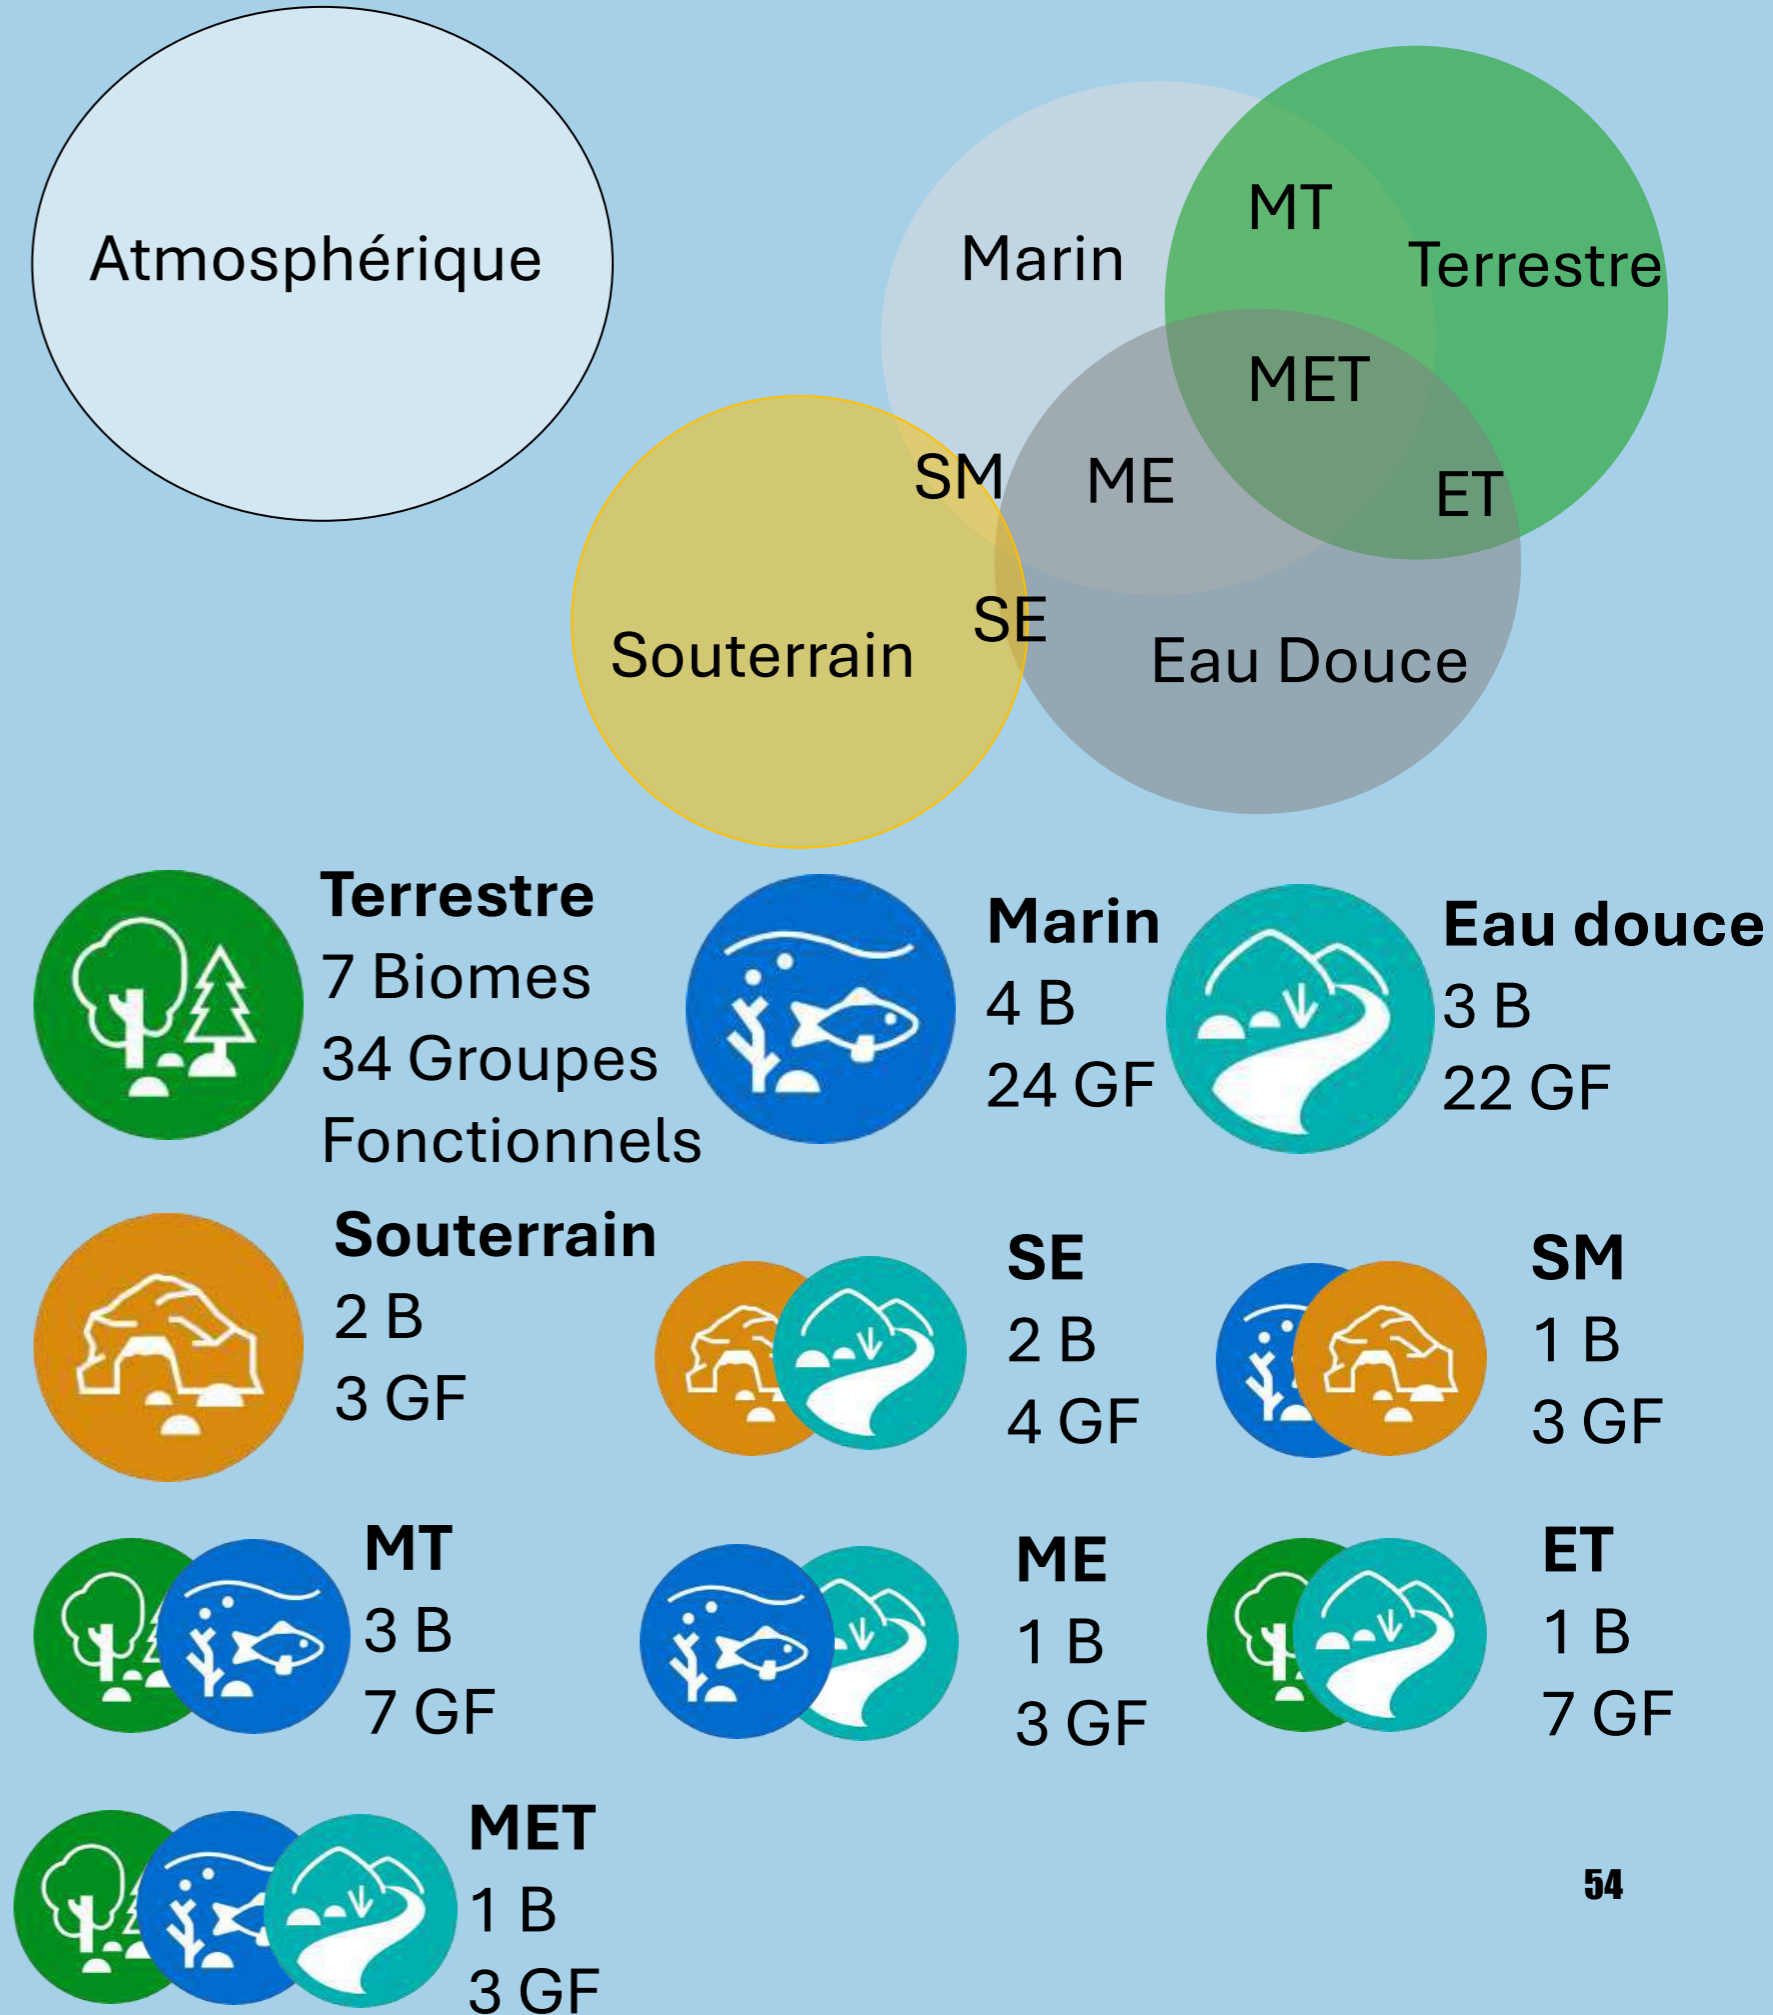 Atmosphérique
Marin
MT
Terrestre
MET
SM
ME
ET
SE
Souterrain
Eau Douce
Terrestre
7 Biomes
34 Groupes
Fonctionnels
Marin
4 B
24 GF
Eau douce
3 B
22 GF
Souterrain
2 B
3 GF
SE
2 B
4 GF
SM
1 B
3 GF
MT
3 B
7 GF
ME
1 B
3 GF
ET
1 B
7 GF
MET
1 B
3 GF
54